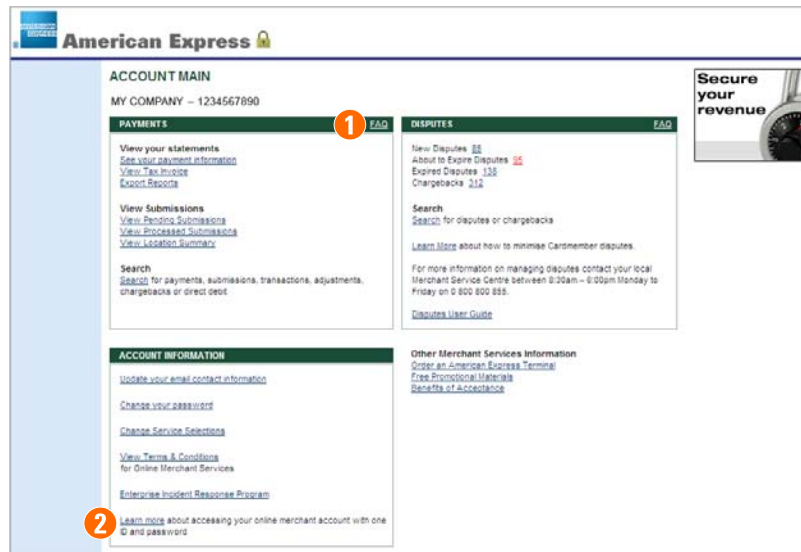 American Express
ACCOUNT MAIN
MY COMPANY – 1234567890
PAYMENTS
1
FAQ
View your statements
See your payment information
View Tax Invoice
Export Reports
View Submissions
View Pending Submissions
View Processed Submissions
View Location Summary
Search
Search for payments, submissions, transactions, adjustments,
chargebacks or direct debit
DISPUTES
FAQ
New Disputes 88
About to Expire Disputes 95
Expired Disputes 138
Chargebacks 312
Search
Search for disputes or chargebacks
Learn More about how to minimise Cardmember disputes.
For more information on managing disputes contact your local
Merchant Service Centre between 8:30am – 6:00pm Monday to
Friday on 0 800 800 855.
Disputes User Guide
Secure
your
revenue
ACCOUNT INFORMATION
Update your email contact information
Change your password
Change Service Selections
View Terms & Conditions
for Online Merchant Services
Enterprise Incident Response Program
2
Learn more about accessing your online merchant account with one
ID and password
Other Merchant Services Information
Order an American Express Terminal
Free Promotional Materials
Benefits of Acceptance